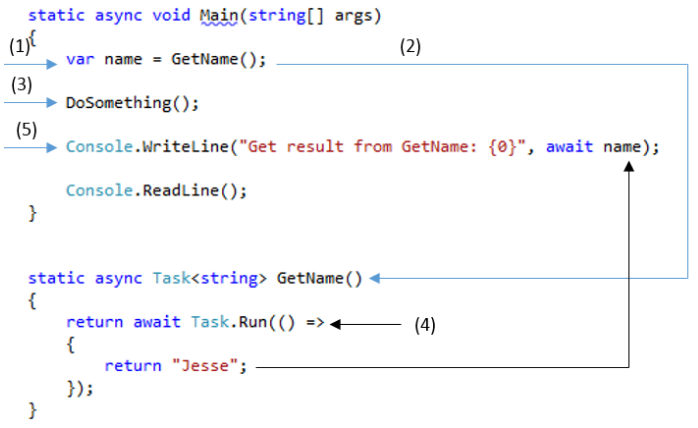 static async void Main(string[] args)
(1) {
var name = GetName(); (2)
(3)
DoSomething();
(5)
Console.WriteLine("Get result from GetName: {0}", await name);
Console.ReadLine();
}
static async Task<string> GetName()
{
return await Task.Run(() => (4)
{
return "Jesse";
});
}